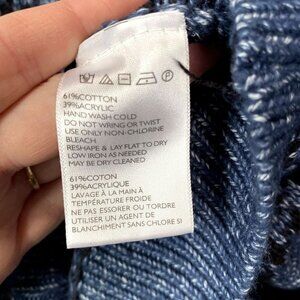 61%COTTON
39%ACRYLIC
HAND WASH COLD
DO NOT WRING OR TWIST
USE ONLY NON-CHLORINE
BLEACH
RESHAPE & LAY FLAT TO DRY
LOW IRON AS NEEDED
MAY BE DRY CLEANED
61%COTON
39%ACRYLIQUE
LAVAGE À LA MAIN À
TEMPÉRATURE FROIDE
NE PAS ESSORER OU TORDRE
UTILISER UN AGENT DE
BLANCHIMENT SANS CHLORE SI